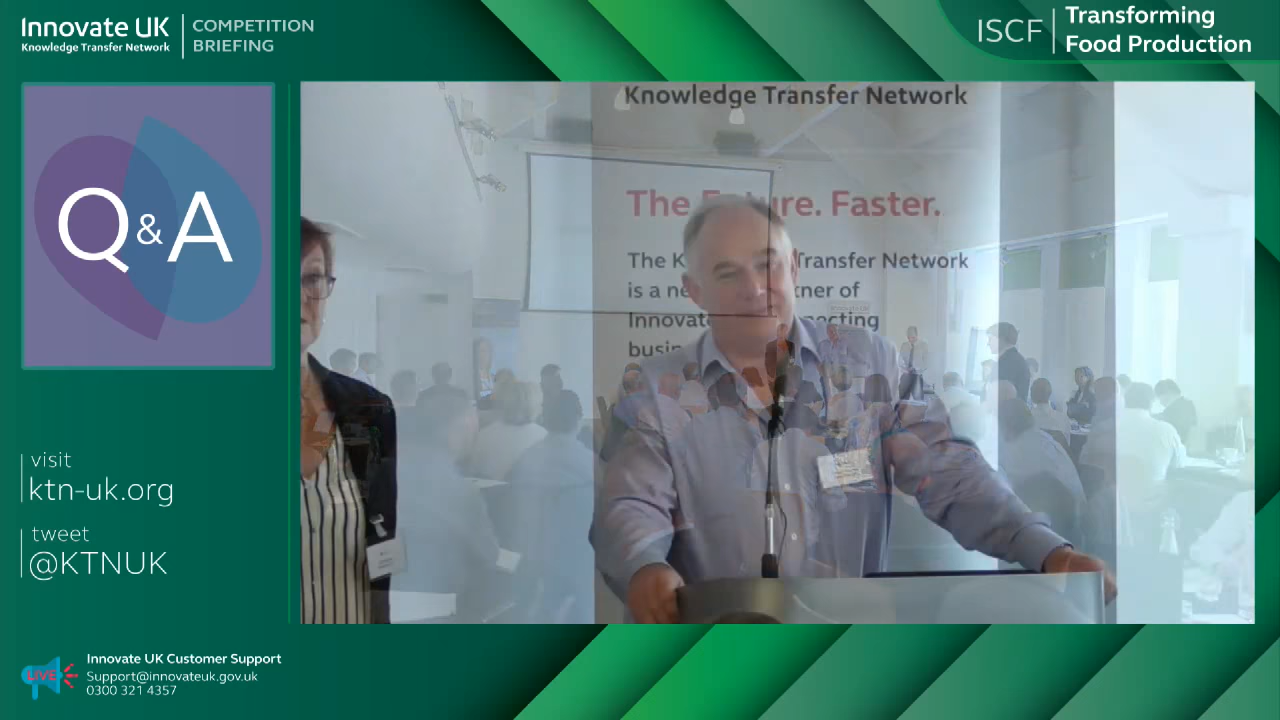 Innovate UK
Knowledge Transfer Network
COMPETITION
BRIEFING
ISCF
Transforming
Food Production
Q&A
Knowledge Transfer Network
The Future. Faster.
The K Transfer Network
is a ne tner of
Innovat necting
busin
visit
ktn-uk.org
tweet
@KTNUK
LIVE
Innovate UK Customer Support
Support@innovateuk.gov.uk
0300 321 4357